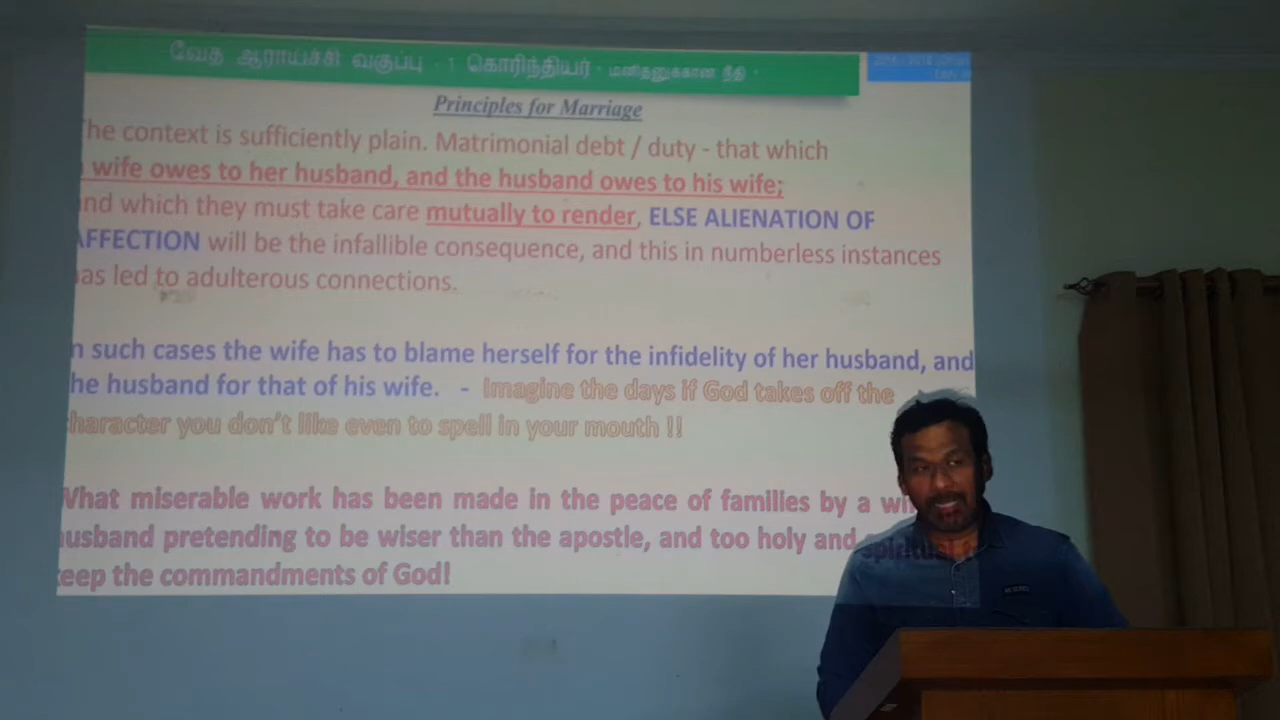 வேத ஆராய்ச்சி வகுப்பு - 1 கொரிந்தியர் - மனிதனுக்கான நீதி -
Principles for Marriage
he context is sufficiently plain. Matrimonial debt / duty - that which
wife owes to her husband, and the husband owes to his wife;
nd which they must take care mutually to render, ELSE ALIENATION OF
AFFECTION will be the infallible consequence, and this in numberless instances
as led to adulterous connections.
n such cases the wife has to blame herself for the infidelity of her husband, and
he husband for that of his wife. - Imagine the days if God takes off the
haracter you don't like even to spell in your mouth !!
What miserable work has been made in the peace of families by a wi
usband pretending to be wiser than the apostle, and too holy and spiritual
eep the commandments of God!